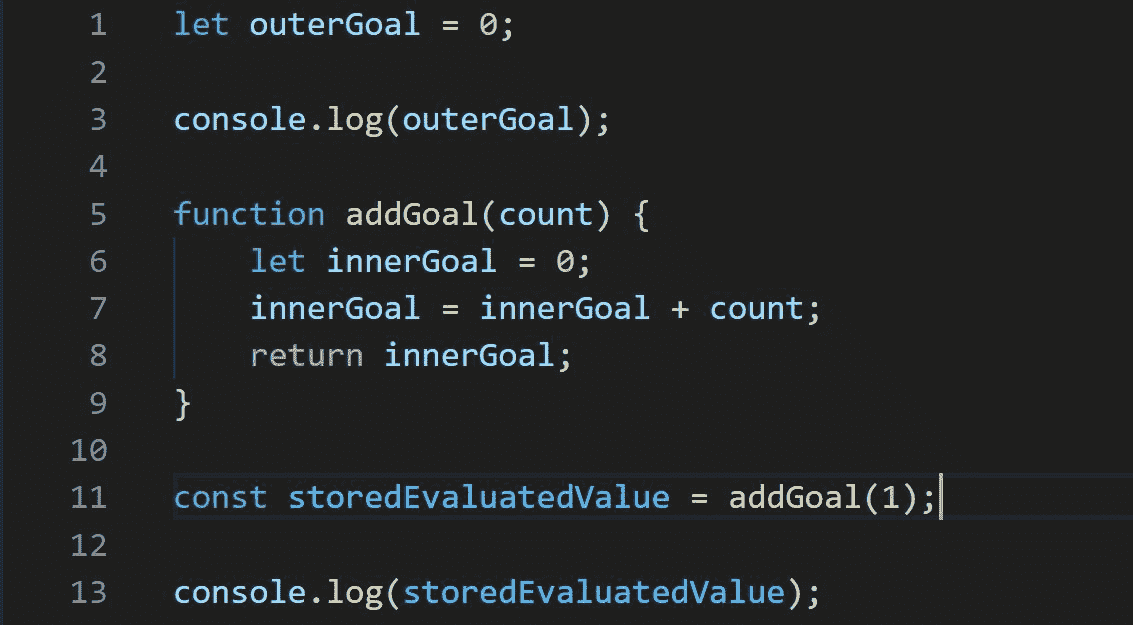 1 let outerGoal = 0;
2
3 console.log(outerGoal);
4
5 function addGoal(count) {
6 let innerGoal = 0;
7 innerGoal = innerGoal + count;
8 return innerGoal;
9 }
10
11 const storedEvaluatedValue = addGoal(1);
12
13 console.log(storedEvaluatedValue);